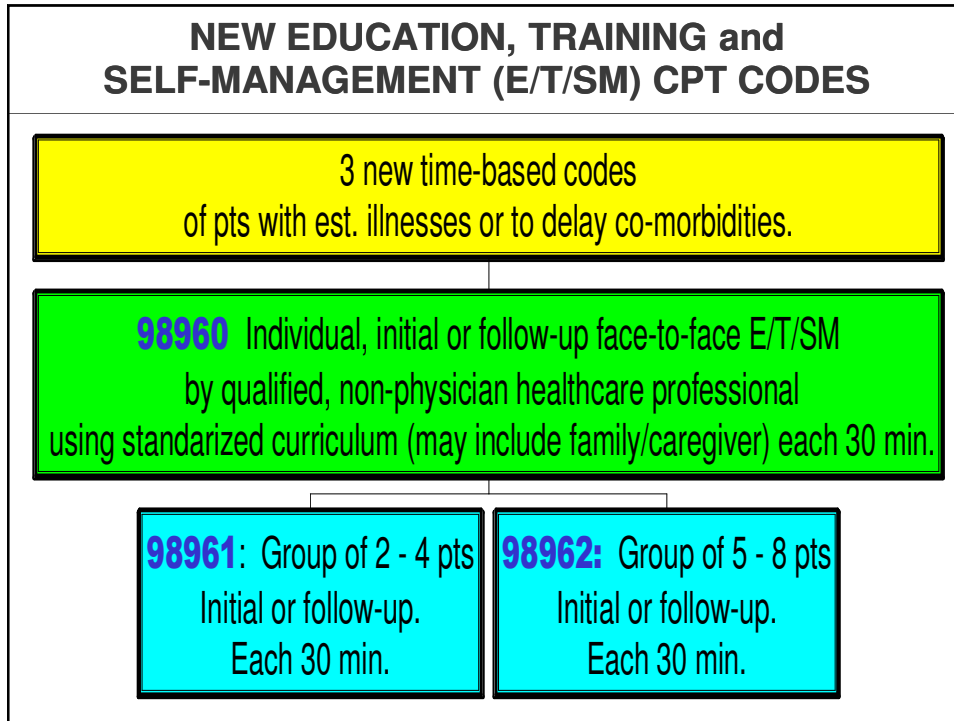 NEW EDUCATION, TRAINING and
SELF-MANAGEMENT (E/T/SM) CPT CODES
3 new time-based codes
of pts with est. illnesses or to delay co-morbidities.
98960 Individual, initial or follow-up face-to-face E/T/SM
by qualified, non-physician healthcare professional
using standarized curriculum (may include family/caregiver) each 30 min.
98961: Group of 2 - 4 pts
Initial or follow-up.
Each 30 min.
98962: Group of 5 - 8 pts
Initial or follow-up.
Each 30 min.